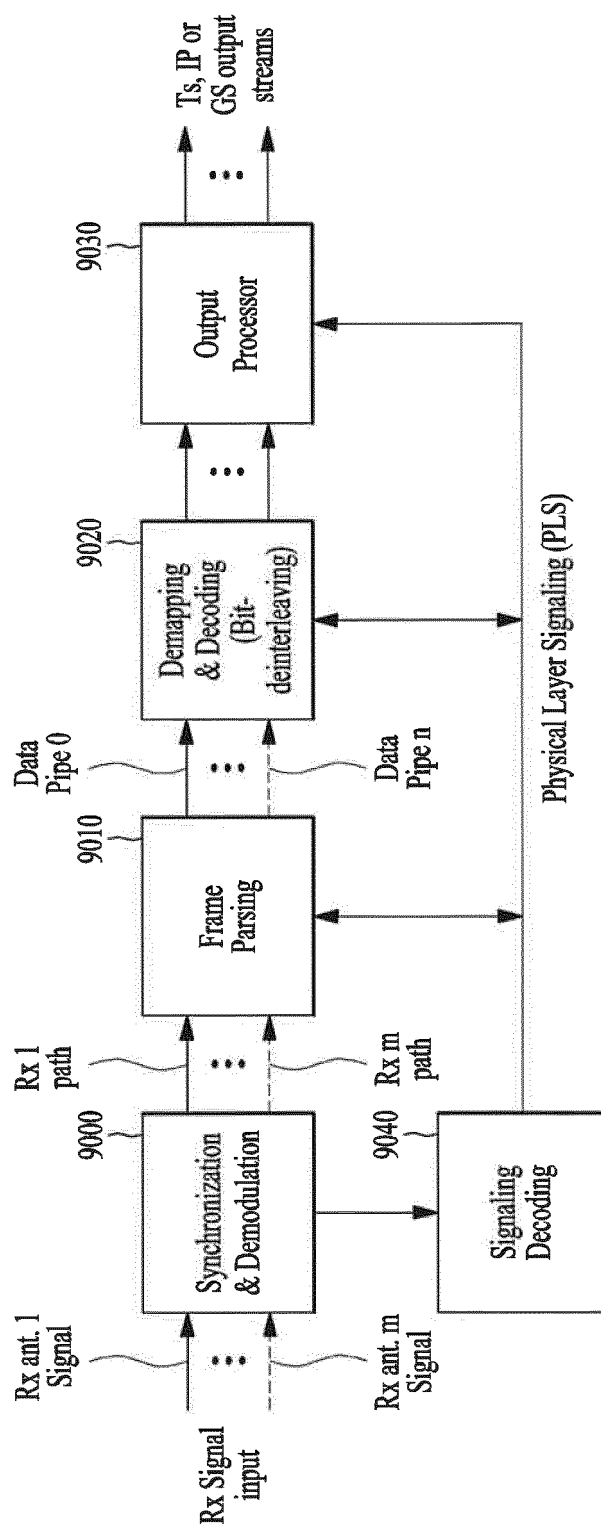 Rx Signal
input
Rx ant. 1
Signal
Rx ant. m
Signal
9000
Synchronization
& Demodulation
Rx 1
path
Rx m
path
9010
Frame
Parsing
Data
Pipe 0
Data
Pipe n
9020
Demapping
& Decoding
(Bit-
deinterleaving)
9030
Output
Processor
Ts, IP or
GS output
streams
9040
Signaling
Decoding
Physical Layer Signaling (PLS)